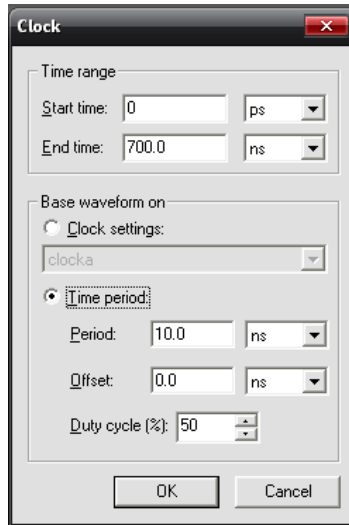 Clock
Time range
Start time: 0 ps
End time: 700.0 ns
Base waveform on
Clock settings:
clocka
Time period:
Period: 10.0 ns
Offset: 0.0 ns
Duty cycle (%): 50
OK Cancel